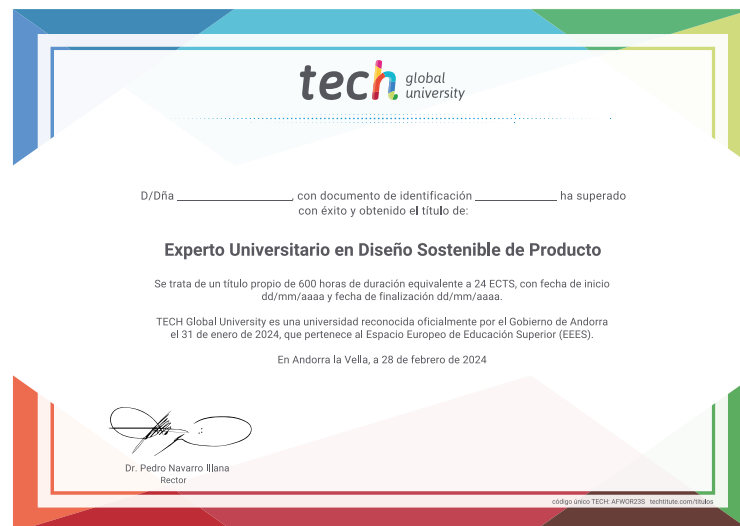 tech global university
D/Dña ____________, con documento de identificación ____________ ha superado
con éxito y obtenido el título de:
Experto Universitario en Diseño Sostenible de Producto
Se trata de un título propio de 600 horas de duración equivalente a 24 ECTS, con fecha de inicio
dd/mm/aaaa y fecha de finalización dd/mm/aaaa.
TECH Global University es una universidad reconocida oficialmente por el Gobierno de Andorra
el 31 de enero de 2024, que pertenece al Espacio Europeo de Educación Superior (EEES).
En Andorra la Vella, a 28 de febrero de 2024
Dr. Pedro Navarro Illana
Rector
código único TECH: AFWOR23S techtitute.com/titulos